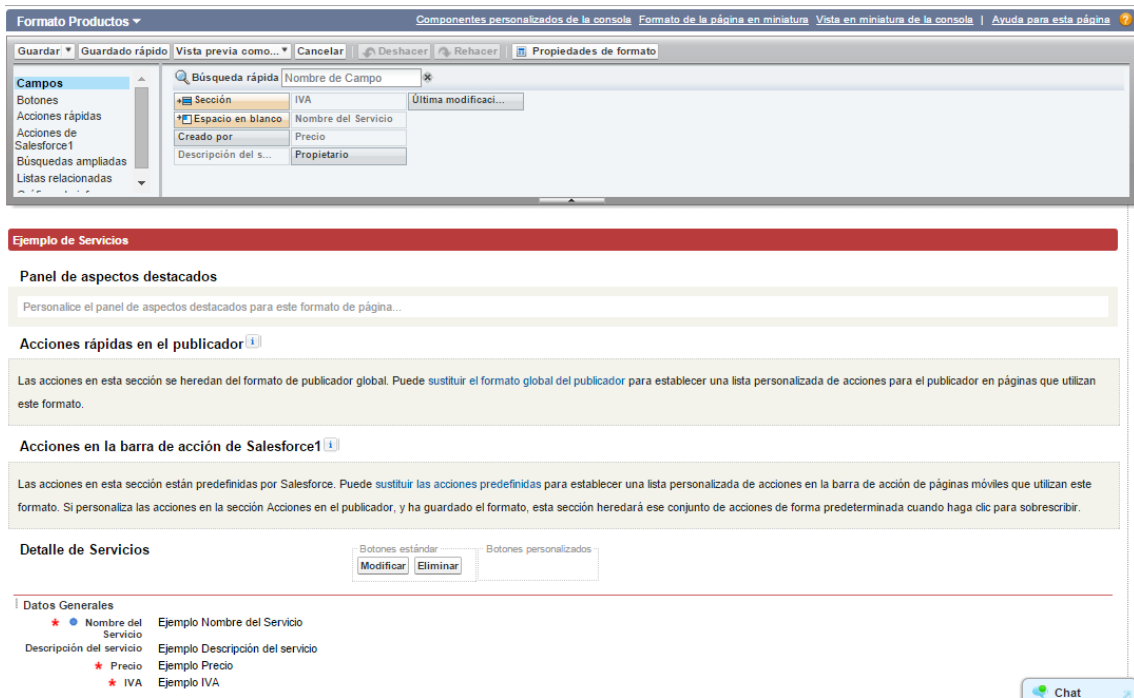 Formato Productos
Componentes personalizados de la consola Formato de la página en miniatura Vista en miniatura de la consola | Ayuda para esta página
Guardar Guardado rápido Vista previa como... Cancelar Deshacer Rehacer Propiedades de formato
Campos
Botones
Acciones rápidas
Acciones de
Salesforce1
Búsquedas ampliadas
Listas relacionadas
Búsqueda rápida Nombre de Campo
Sección IVA Última modificaci...
Espacio en blanco Nombre del Servicio
Creado por Precio
Descripción del s... Propietario
Ejemplo de Servicios
Panel de aspectos destacados
Personalice el panel de aspectos destacados para este formato de página...
Acciones rápidas en el publicador
Las acciones en esta sección se heredan del formato de publicador global. Puede sustituir el formato global del publicador para establecer una lista personalizada de acciones para el publicador en páginas que utilizan
este formato.
Acciones en la barra de acción de Salesforce1
Las acciones en esta sección están predefinidas por Salesforce. Puede sustituir las acciones predefinidas para establecer una lista personalizada de acciones en la barra de acción de páginas móviles que utilizan este
formato. Si personaliza las acciones en la sección Acciones en el publicador, y ha guardado el formato, esta sección heredará ese conjunto de acciones de forma predeterminada cuando haga clic para sobrescribir.
Detalle de Servicios
Botones estándar Botones personalizados
Modificar Eliminar
Datos Generales
* Nombre del Servicio Ejemplo Nombre del Servicio
Descripción del servicio Ejemplo Descripción del servicio
* Precio Ejemplo Precio
* IVA Ejemplo IVA
Chat